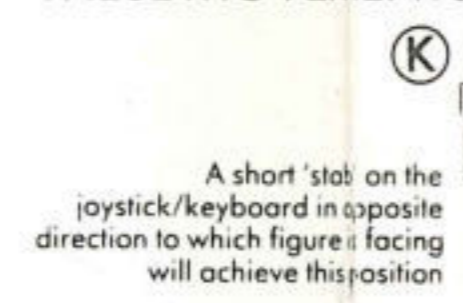 K
A short 'stab' on the
joystick/keyboard in opposite
direction to which figure is facing
will achieve this position